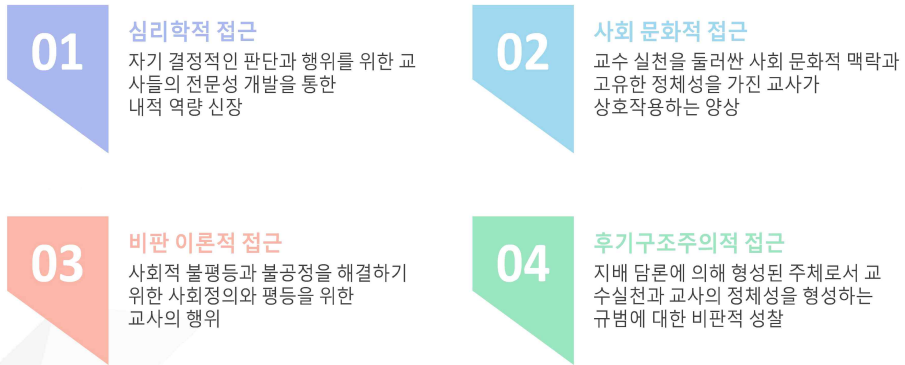 01
심리학적 접근
자기 결정적인 판단과 행위를 위한 교
사들의 전문성 개발을 통한
내적 역량 신장
02
사회 문화적 접근
교수 실천을 둘러싼 사회 문화적 맥락과
고유한 정체성을 가진 교사가
상호작용하는 양상
03
비판 이론적 접근
사회적 불평등과 불공정을 해결하기
위한 사회정의와 평등을 위한
교사의 행위
04
후기구조주의적 접근
지배 담론에 의해 형성된 주체로서 교
수실천과 교사의 정체성을 형성하는
규범에 대한 비판적 성찰